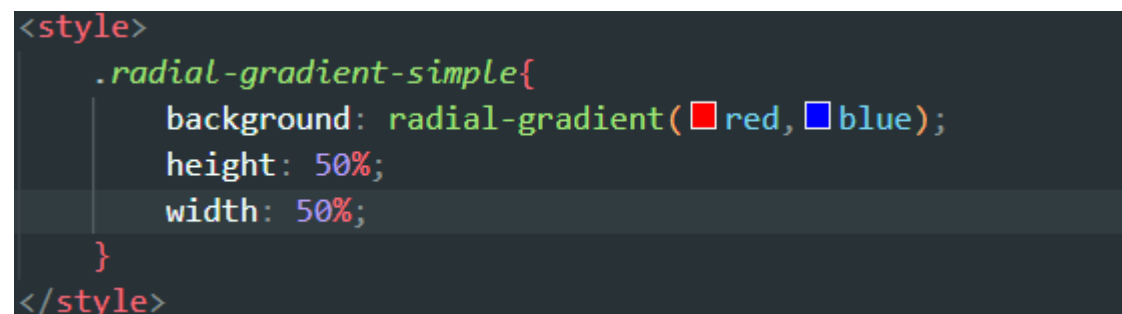 <style>
.radial-gradient-simple{
background: radial-gradient(red,blue);
height: 50%;
width: 50%;
}
</style>